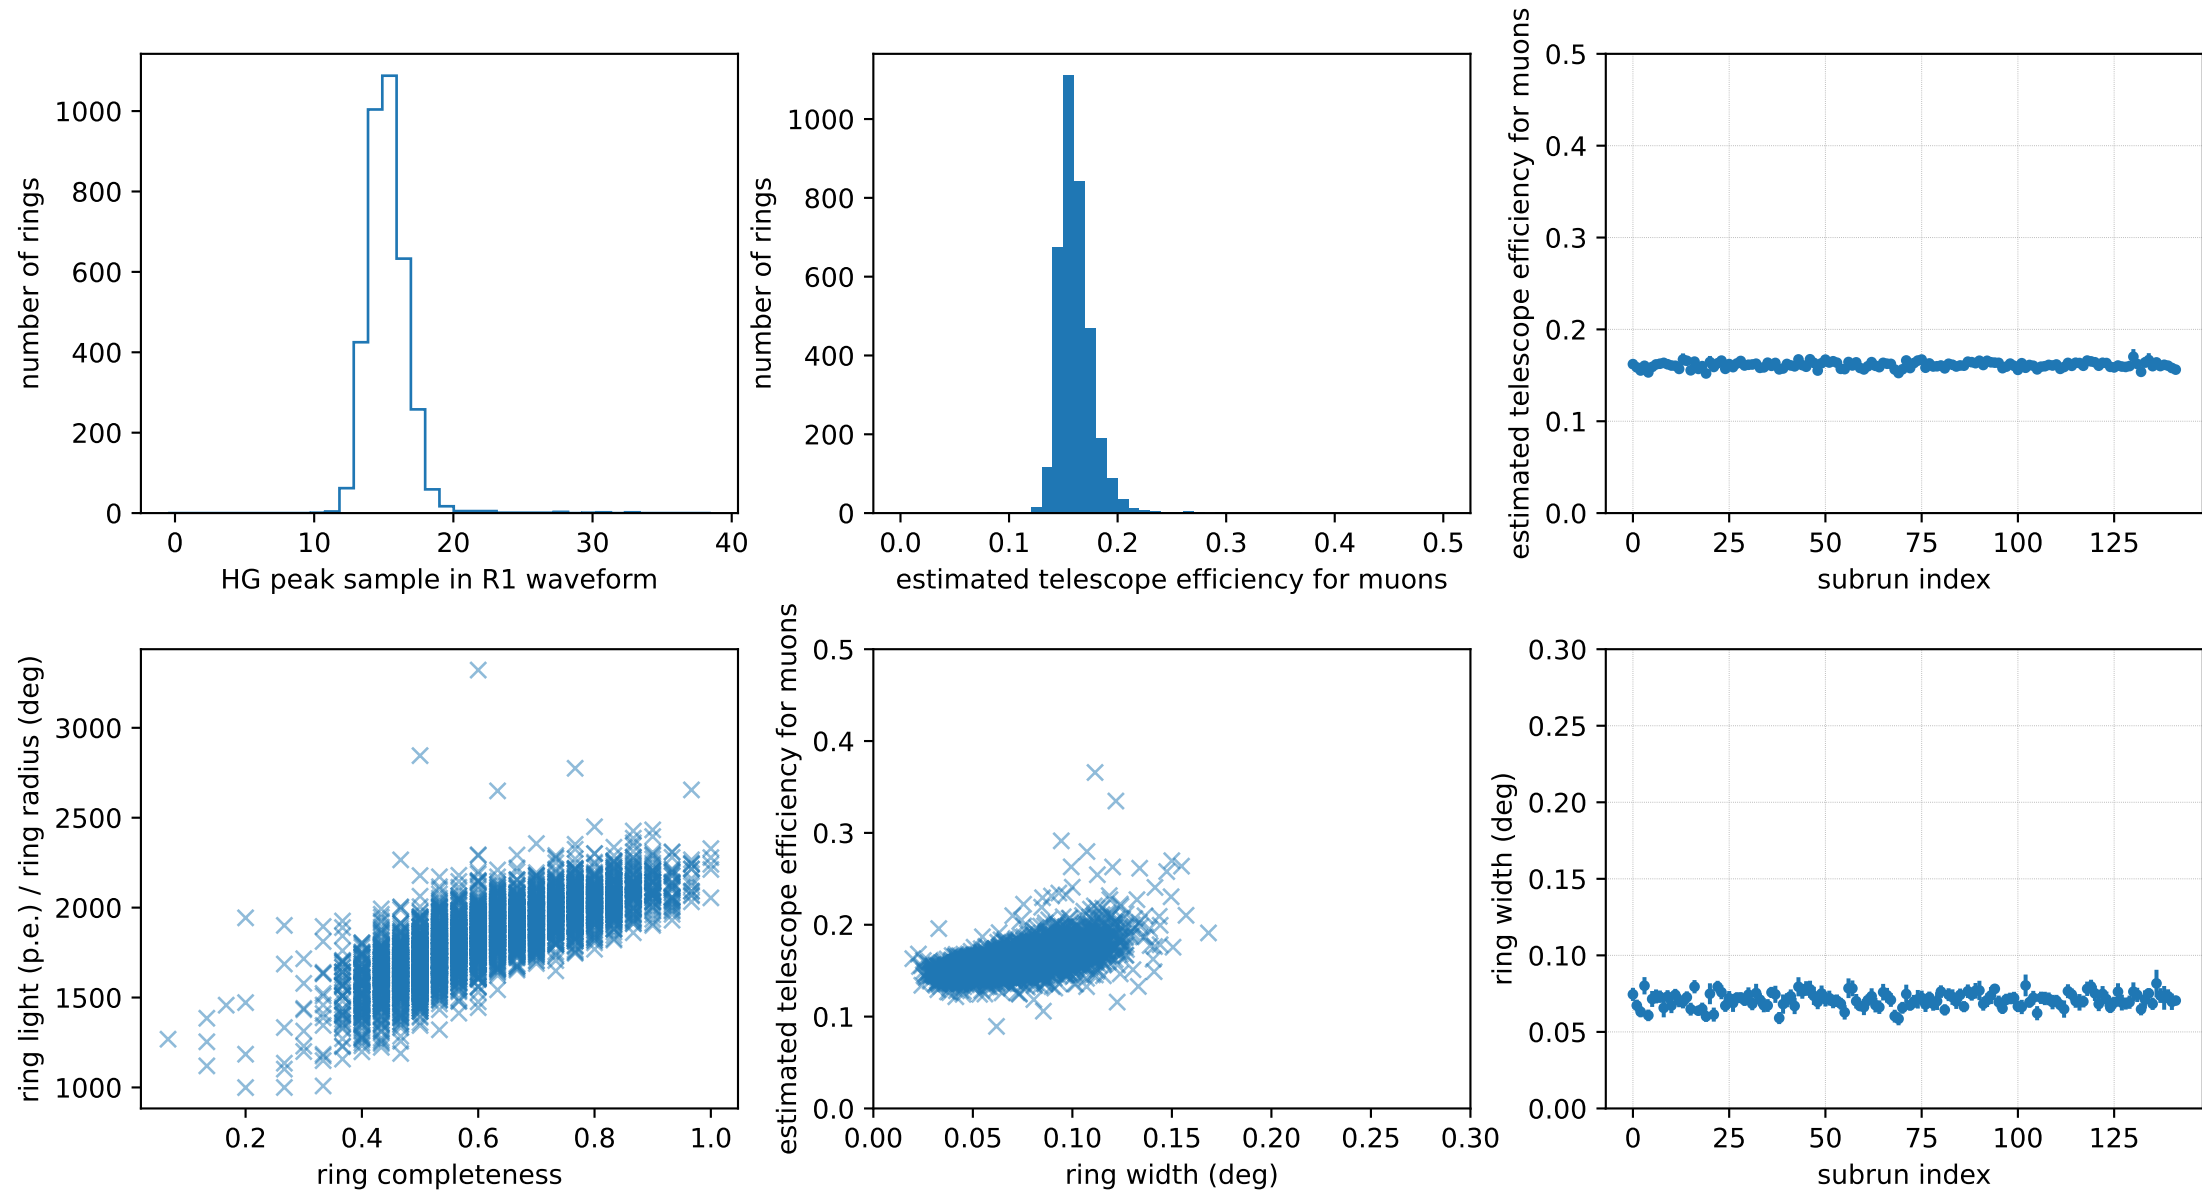 number of rings
1000
800
600
400
200
0
0 10 20 30 40
HG peak sample in R1 waveform
number of rings
1000
800
600
400
200
0
0.0 0.1 0.2 0.3 0.4 0.5
estimated telescope efficiency for muons
estimated telescope efficiency for muons
0.5
0.4
0.3
0.2
0.1
0.0
0 25 50 75 100 125
subrun index
ring light (p.e.) / ring radius (deg)
3000
2500
2000
1500
1000
0.2 0.4 0.6 0.8 1.0
ring completeness
estimated telescope efficiency for muons
0.5
0.4
0.3
0.2
0.1
0.0
0.00 0.05 0.10 0.15 0.20 0.25 0.30
ring width (deg)
ring width (deg)
0.30
0.25
0.20
0.15
0.10
0.05
0.00
0 25 50 75 100 125
subrun index